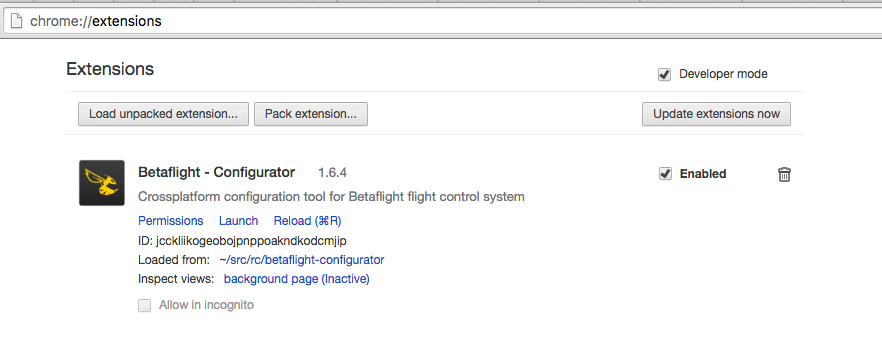 chrome://extensions
Extensions
Developer mode
Load unpacked extension... Pack extension... Update extensions now
Betaflight - Configurator 1.6.4 Enabled
Crossplatform configuration tool for Betaflight flight control system
Permissions Launch Reload (⌘R)
ID: jcckliikogeobojpnppoakndkodcmjip
Loaded from: ~/src/rc/betaflight-configurator
Inspect views: background page (Inactive)
Allow in incognito